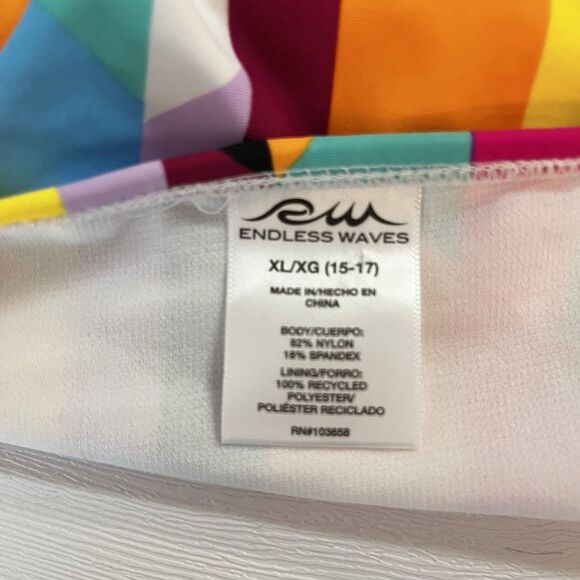 ew
ENDLESS WAVES
XL/XG (15-17)
MADE IN/HECHO EN
CHINA
BODY/CUERPO:
82% NYLON
18% SPANDEX
LINING/FORRO:
100% RECYCLED
POLYESTER/
POLIÉSTER RECICLADO
RN#103658